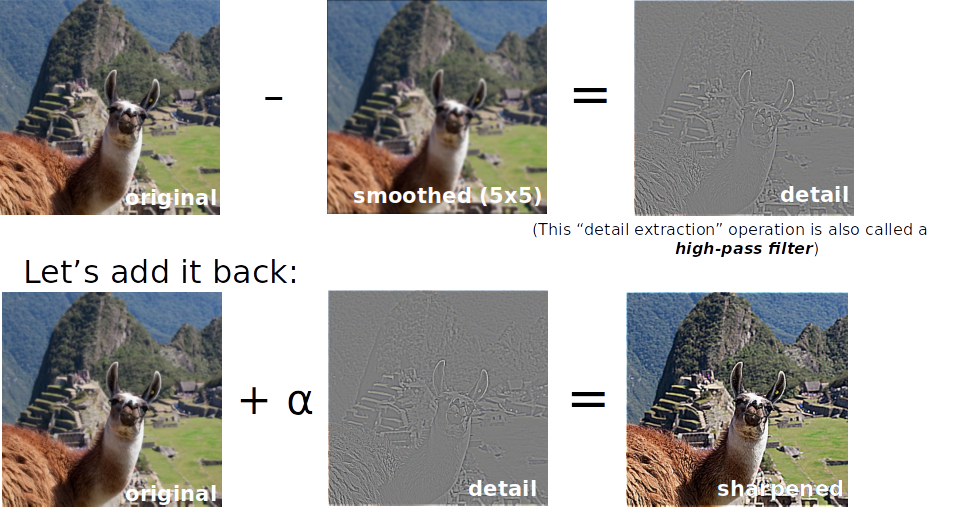 –
=
original
smoothed (5x5)
detail
(This “detail extraction” operation is also called a
high-pass filter)
Let’s add it back:
+ α
=
original
detail
sharpened